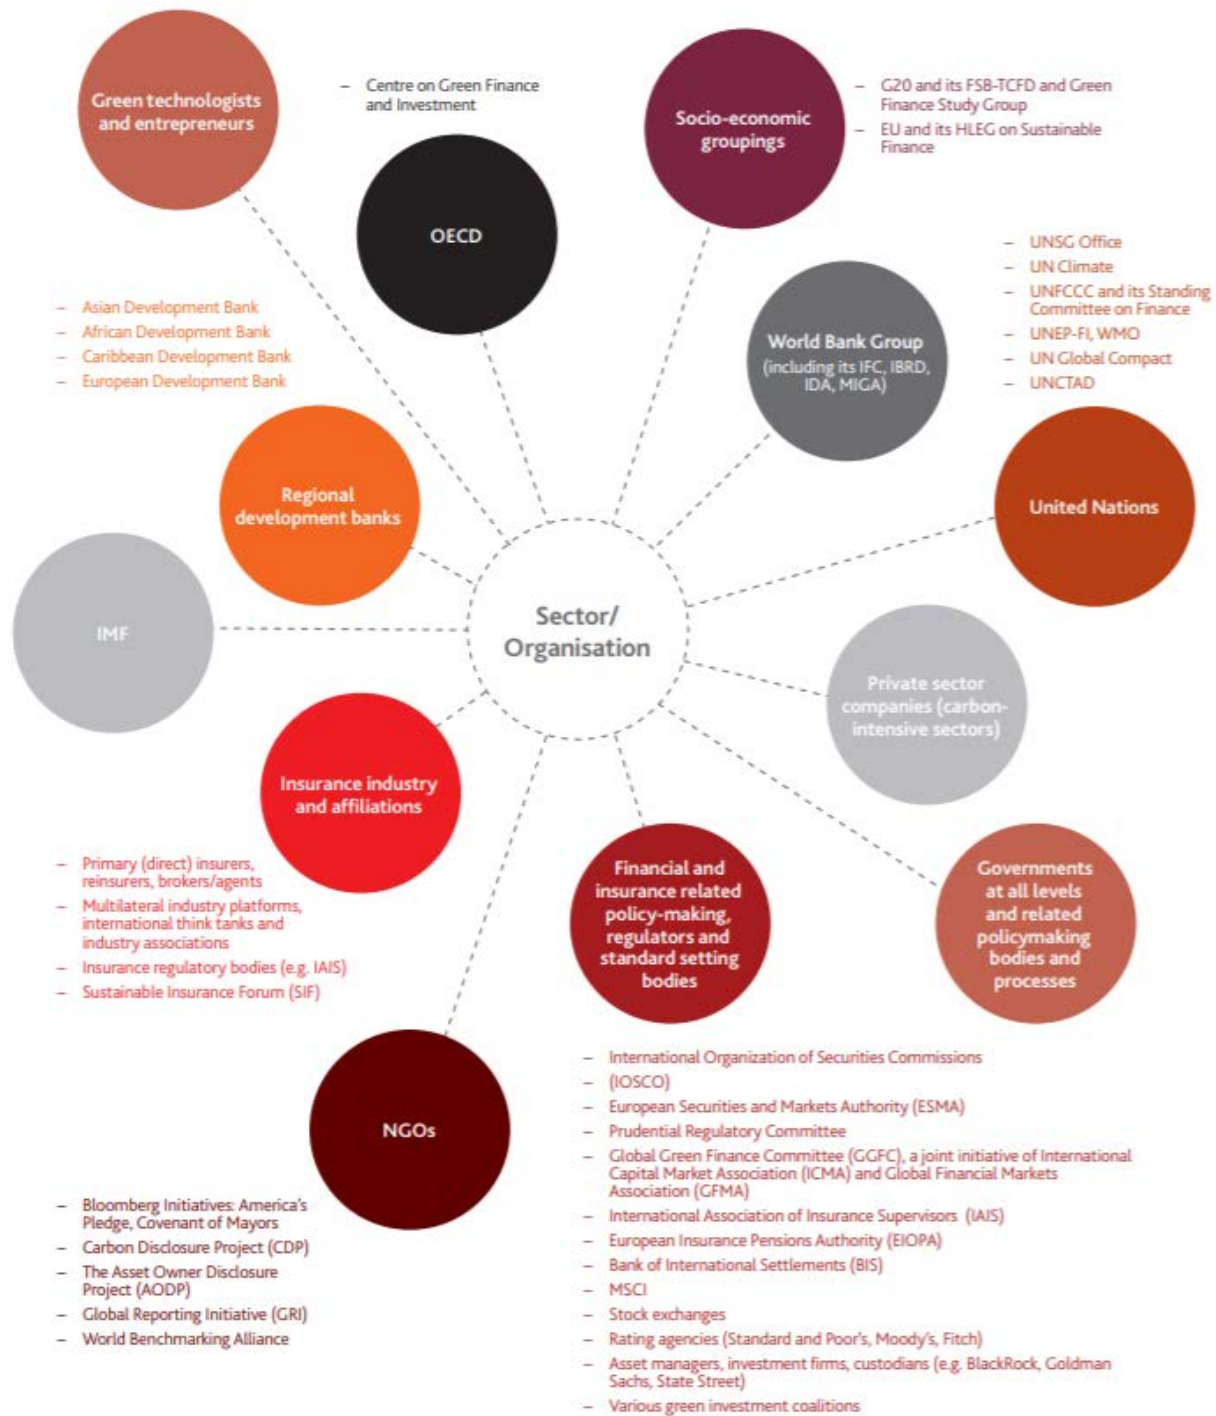 Green technologists
and entrepreneurs
– Centre on Green Finance
and Investment
OECD
Socio-economic
groupings
– G20 and its FSB-TCFD and Green
Finance Study Group
– EU and its HLEG on Sustainable
Finance
– Asian Development Bank
– African Development Bank
– Caribbean Development Bank
– European Development Bank
Regional
development banks
World Bank Group
(including its IFC, IBRD,
IDA, MIGA)
– UNSG Office
– UN Climate
– UNFCCC and its Standing
Committee on Finance
– UNEP-FI, WMO
– UN Global Compact
– UNCTAD
United Nations
IMF
Sector/
Organisation
Private sector
companies (carbon-
intensive sectors)
Insurance industry
and affiliations
– Primary (direct) insurers,
reinsurers, brokers/agents
– Multilateral industry platforms,
international think tanks and
industry associations
– Insurance regulatory bodies (e.g. IAIS)
– Sustainable Insurance Forum (SIF)
Financial and
insurance related
policy-making,
regulators and
standard setting
bodies
Governments
at all levels
and related
policymaking
bodies and
processes
NGOs
– Bloomberg Initiatives: America's
Pledge, Covenant of Mayors
– Carbon Disclosure Project (CDP)
– The Asset Owner Disclosure
Project (AODP)
– Global Reporting Initiative (GRI)
– World Benchmarking Alliance
– International Organization of Securities Commissions
– (IOSCO)
– European Securities and Markets Authority (ESMA)
– Prudential Regulatory Committee
– Global Green Finance Committee (GGFC), a joint initiative of International
Capital Market Association (ICMA) and Global Financial Markets
Association (GFMA)
– International Association of Insurance Supervisors (IAIS)
– European Insurance Pensions Authority (EIOPA)
– Bank of International Settlements (BIS)
– MSCI
– Stock exchanges
– Rating agencies (Standard and Poor's, Moody's, Fitch)
– Asset managers, investment firms, custodians (e.g. BlackRock, Goldman
Sachs, State Street)
– Various green investment coalitions